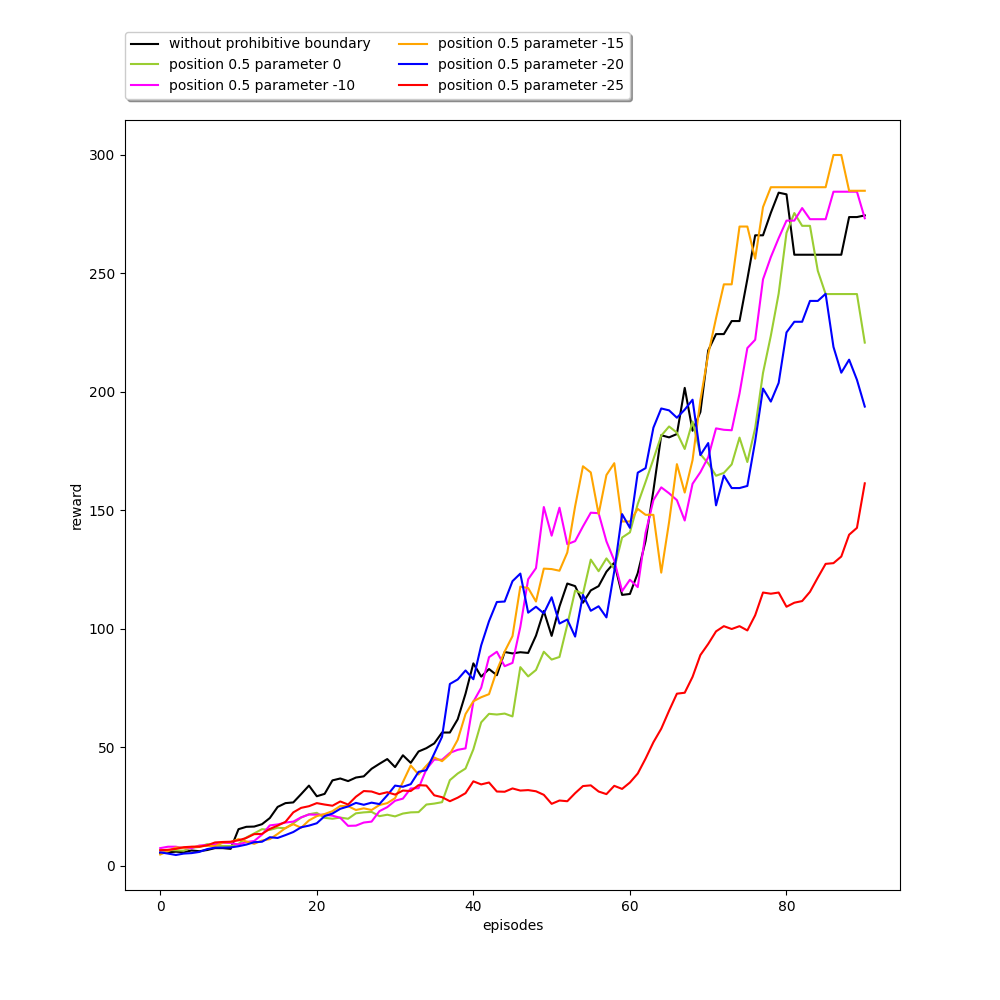 without prohibitive boundary
position 0.5 parameter 0
position 0.5 parameter -10
position 0.5 parameter -15
position 0.5 parameter -20
position 0.5 parameter -25
300
250
200
150
100
50
0
reward
0 20 40 60 80
episodes